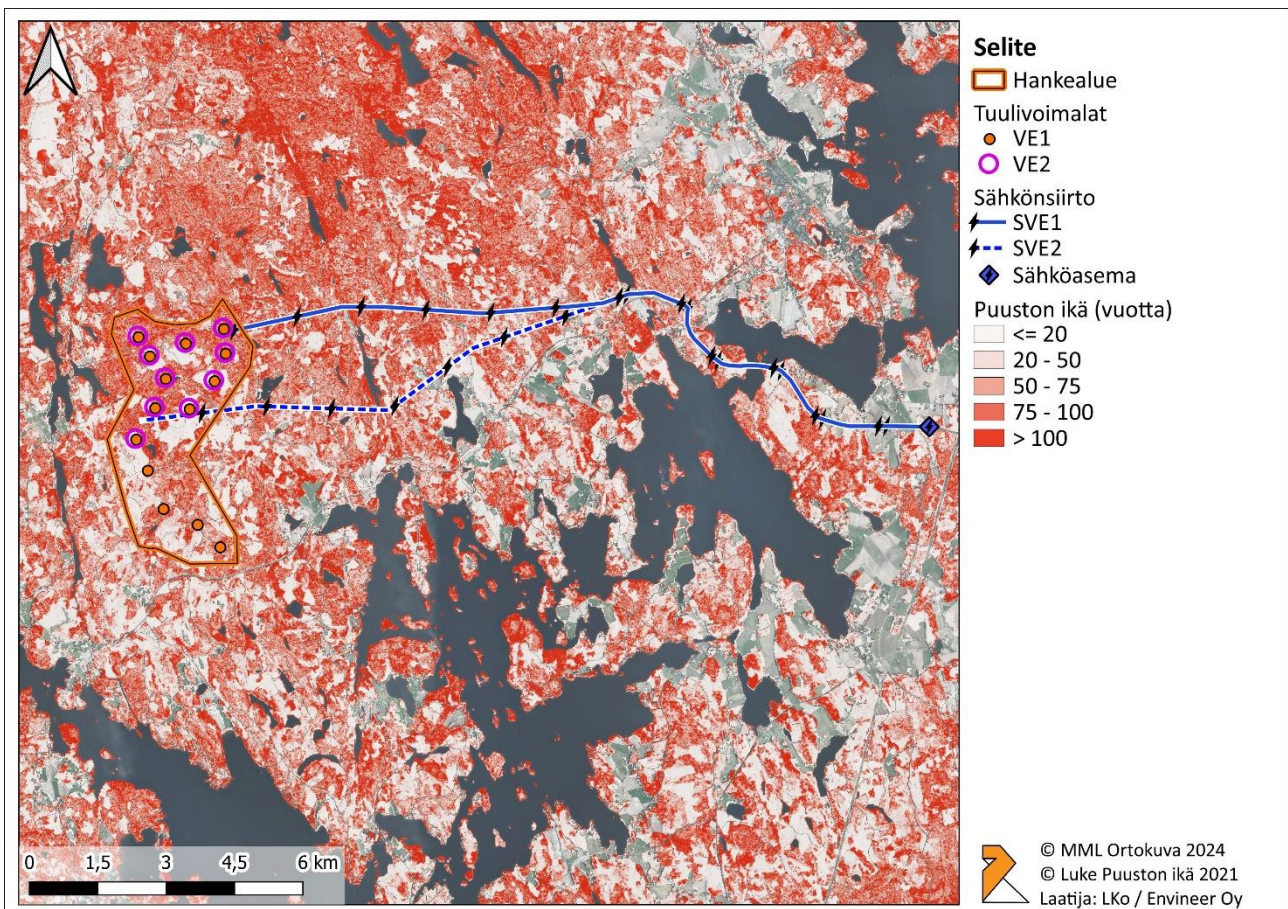 Selite
Hankealue
Tuulivoimalat
VE1
VE2
Sähkönsiirto
SVE1
SVE2
Sähköasema
Puuston ikä (vuotta)
<= 20
20 - 50
50 - 75
75 - 100
> 100
0 1,5 3 4,5 6 km
© MML Ortokuva 2024
© Luke Puuston ikä 2021
Laatija: LKo / Envineer Oy